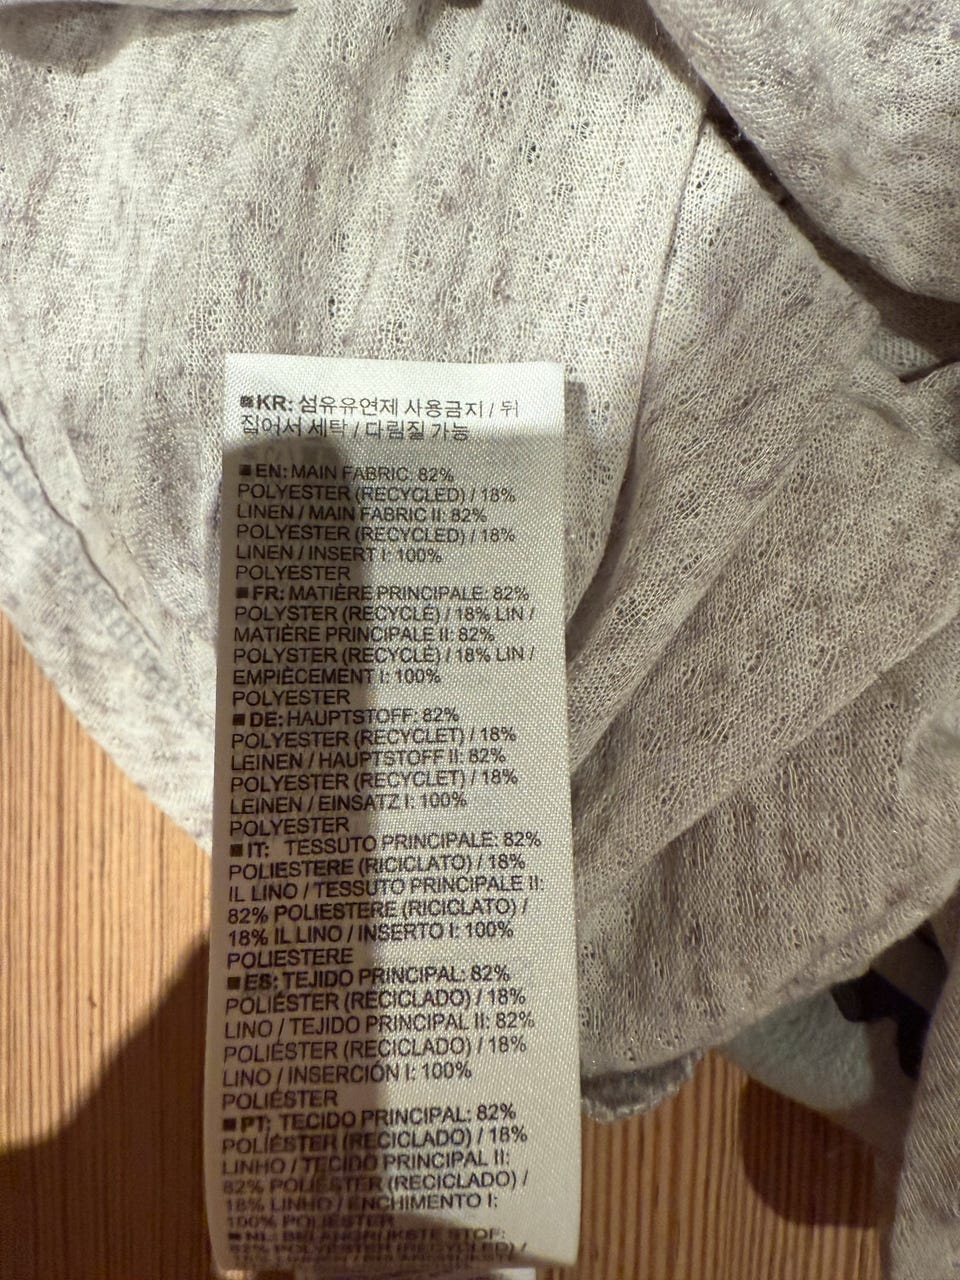 ■KR: 섬유유연제 사용금지 / 뒤
집어서 세탁 / 다림질 가능
■EN: MAIN FABRIC: 82%
POLYESTER (RECYCLED) / 18%
LINEN / MAIN FABRIC II: 82%
POLYESTER (RECYCLED) / 18%
LINEN / INSERT I: 100%
POLYESTER
■FR: MATIÈRE PRINCIPALE: 82%
POLYSTER (RECYCLÉ) / 18% LIN /
MATIÈRE PRINCIPALE II: 82%
POLYSTER (RECYCLÉ) / 18% LIN /
EMPIÈCEMENT I: 100%
POLYESTER
■DE: HAUPTSTOFF: 82%
POLYESTER (RECYCLET) / 18%
LEINEN / HAUPTSTOFF II: 82%
POLYESTER (RECYCLET) / 18%
LEINEN / EINSATZ I: 100%
POLYESTER
■IT: TESSUTO PRINCIPALE: 82%
POLIESTERE (RICICLATO) / 18%
IL LINO / TESSUTO PRINCIPALE II:
82% POLIESTERE (RICICLATO) /
18% IL LINO / INSERTO I: 100%
POLIESTERE
■ES: TEJIDO PRINCIPAL: 82%
POLIÉSTER (RECICLADO) / 18%
LINO / TEJIDO PRINCIPAL II: 82%
POLIÉSTER (RECICLADO) / 18%
LINO / INSERCIÓN I: 100%
POLIÉSTER
■PT: TECIDO PRINCIPAL: 82%
POLIÉSTER (RECICLADO) / 18%
LINHO / TECIDO PRINCIPAL II:
82% POLIÉSTER (RECICLADO) /
18% LINHO / ENCHIMENTO I:
100% POLIÉSTER
■NL: BELANGRIJKSTE STOF:
82% POLYESTER (RECYCLED) /